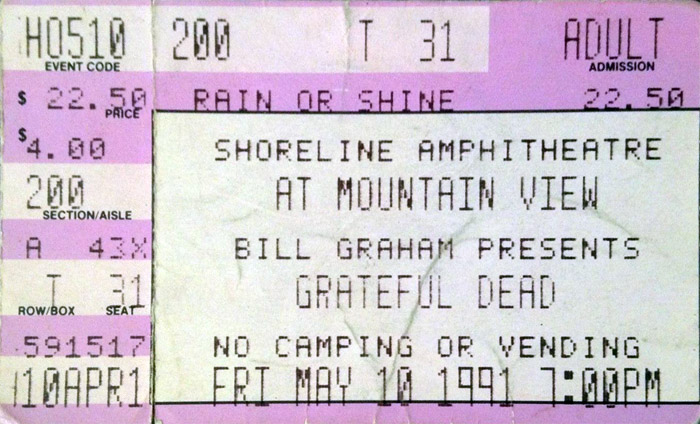 H0510 200 T 31 ADULT
EVENT CODE ADMISSION
$ 22.50 RAIN OR SHINE 22.50
PRICE
$ 4.00 SHORELINE AMPHITHEATRE
200 AT MOUNTAIN VIEW
SECTION/AISLE
A 43X BILL GRAHAM PRESENTS
T 31 GRATEFUL DEAD
ROW/BOX SEAT
591517 NO CAMPING OR VENDING
10APR1 FRI MAY 10 1991 7:00PM